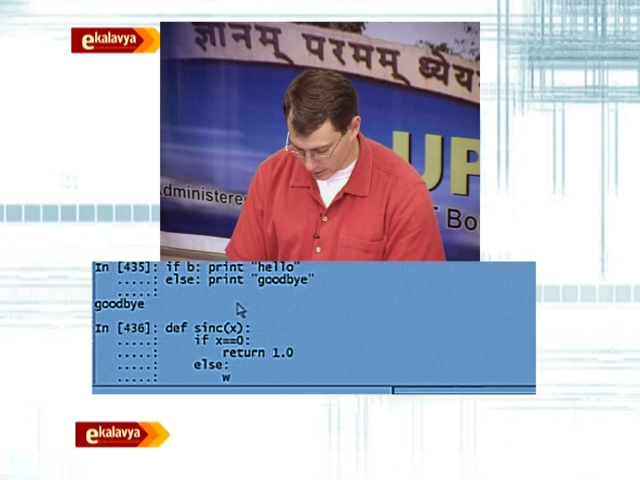 ekalavya
ज्ञानम् परमम् ध्येय
UP
Administere
Bo
In [435]: if b: print "hello"
.....: else: print "goodbye"
.....:
goodbye
In [436]: def sinc(x):
.....: if x==0:
.....: return 1.0
.....: else:
.....: w
ekalavya